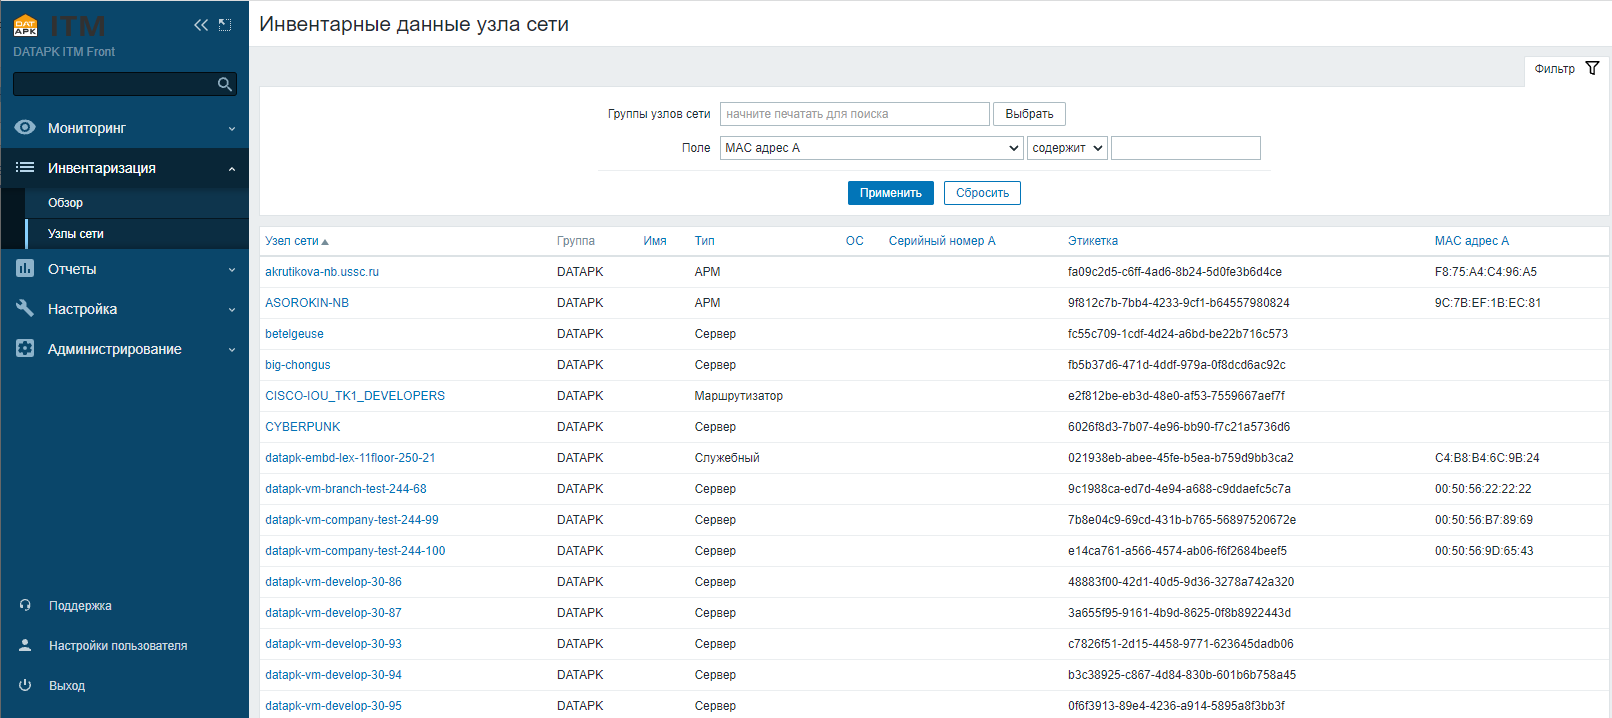 DATAPK ITM
DATAPK ITM Front
Мониторинг
Инвентаризация
Обзор
Узлы сети
Отчеты
Настройка
Администрирование
Поддержка
Настройки пользователя
Выход
Инвентарные данные узла сети
Фильтр
Группы узлов сети начните печатать для поиска Выбрать
Поле MAC адрес A содержит
Применить Сбросить
Узел сети Группа Имя Тип ОС Серийный номер A Этикетка MAC адрес A
akrutikova-nb.ussc.ru DATAPK АРМ fa09c2d5-c6ff-4ad6-8b24-5d0fe3b6d4ce F8:75:A4:C4:96:A5
ASOROKIN-NB DATAPK АРМ 9f812c7b-7bb4-4233-9cf1-b64557980824 9C:7B:EF:1B:EC:81
betelgeuse DATAPK Сервер fc55c709-1cdf-4d24-a6bd-be22b716c573
big-chongus DATAPK Сервер fb5b37d6-471d-4ddf-979a-0f8dcd6ac92c
CISCO-IOU_TK1_DEVELOPERS DATAPK Маршрутизатор e2f812be-eb3d-48e0-af53-7559667aef7f
CYBERPUNK DATAPK Сервер 6026f8d3-7b07-4e96-bb90-f7c21a5736d6
datapk-embd-lex-11floor-250-21 DATAPK Служебный 021938eb-abee-45fe-b5ea-b759d9bb3ca2 C4:B8:B4:6C:9B:24
datapk-vm-branch-test-244-68 DATAPK Сервер 9c1988ca-ed7d-4e94-a688-c9ddaefc5c7a 00:50:56:22:22:22
datapk-vm-company-test-244-99 DATAPK Сервер 7b8e04c9-69cd-431b-b765-56897520672e 00:50:56:B7:89:69
datapk-vm-company-test-244-100 DATAPK Сервер e14ca761-a566-4574-ab06-f6f2684beef5 00:50:56:9D:65:43
datapk-vm-develop-30-86 DATAPK Сервер 48883f00-42d1-40d5-9d36-3278a742a320
datapk-vm-develop-30-87 DATAPK Сервер 3a655f95-9161-4b9d-8625-0f8b8922443d
datapk-vm-develop-30-93 DATAPK Сервер c7826f51-2d15-4458-9771-623645dadb06
datapk-vm-develop-30-94 DATAPK Сервер b3c38925-c867-4d84-830b-601b6b758a45
datapk-vm-develop-30-95 DATAPK Сервер 0f6f3913-89e4-4236-a914-5895a8f3bb3f